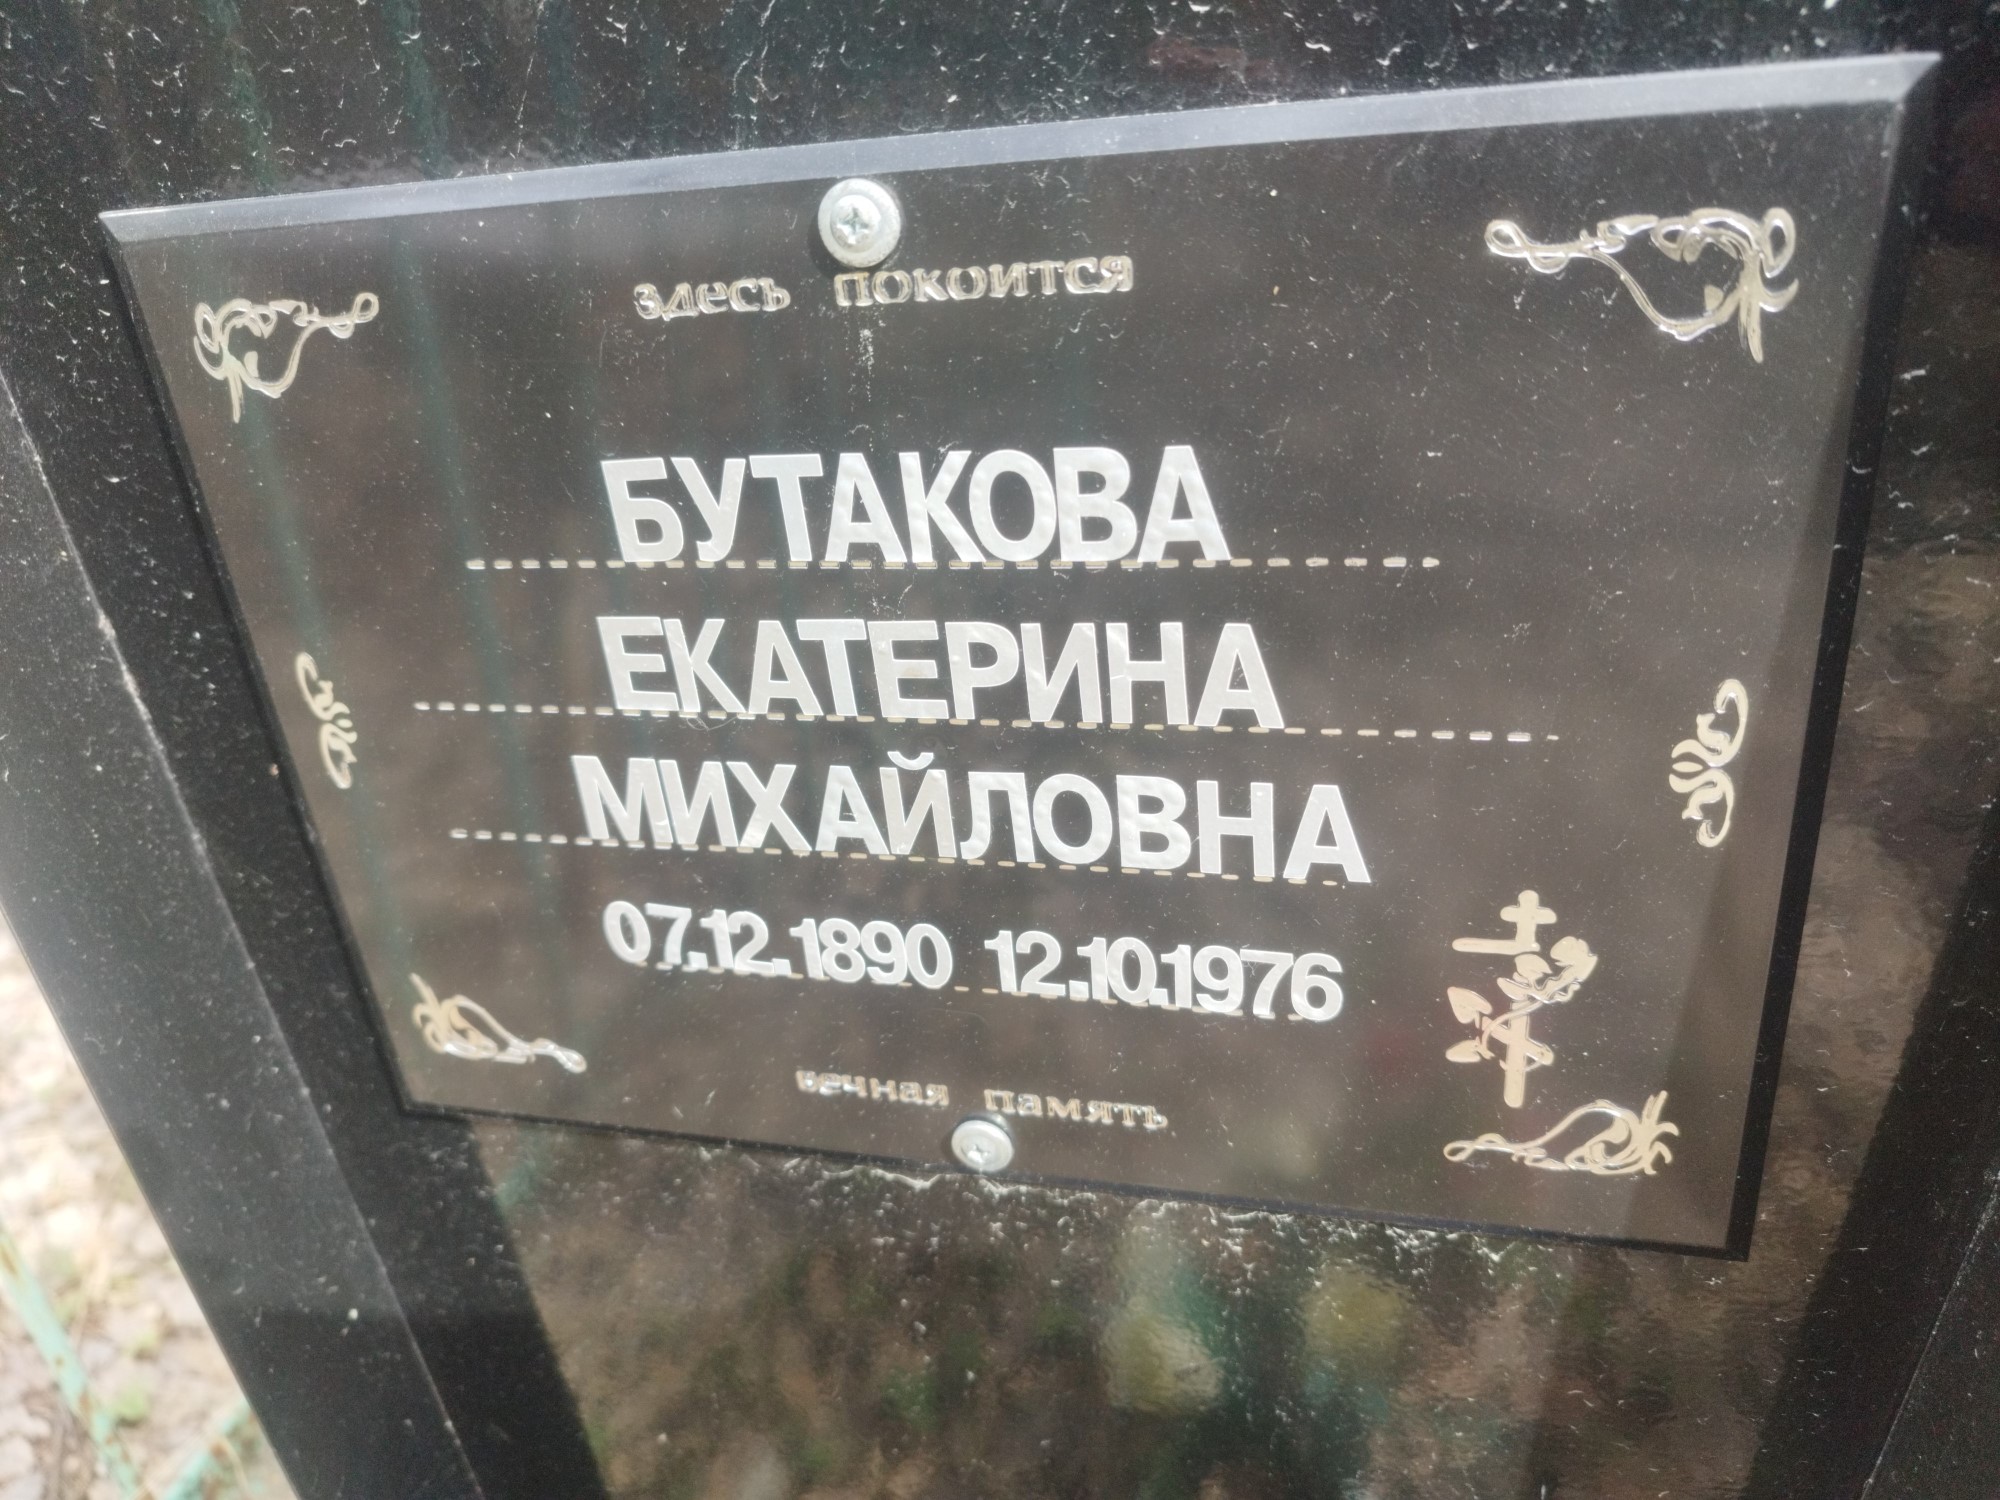 здесь покоится
БУТАКОВА
ЕКАТЕРИНА
МИХАЙЛОВНА
07.12.1890 12.10.1976
вечная память